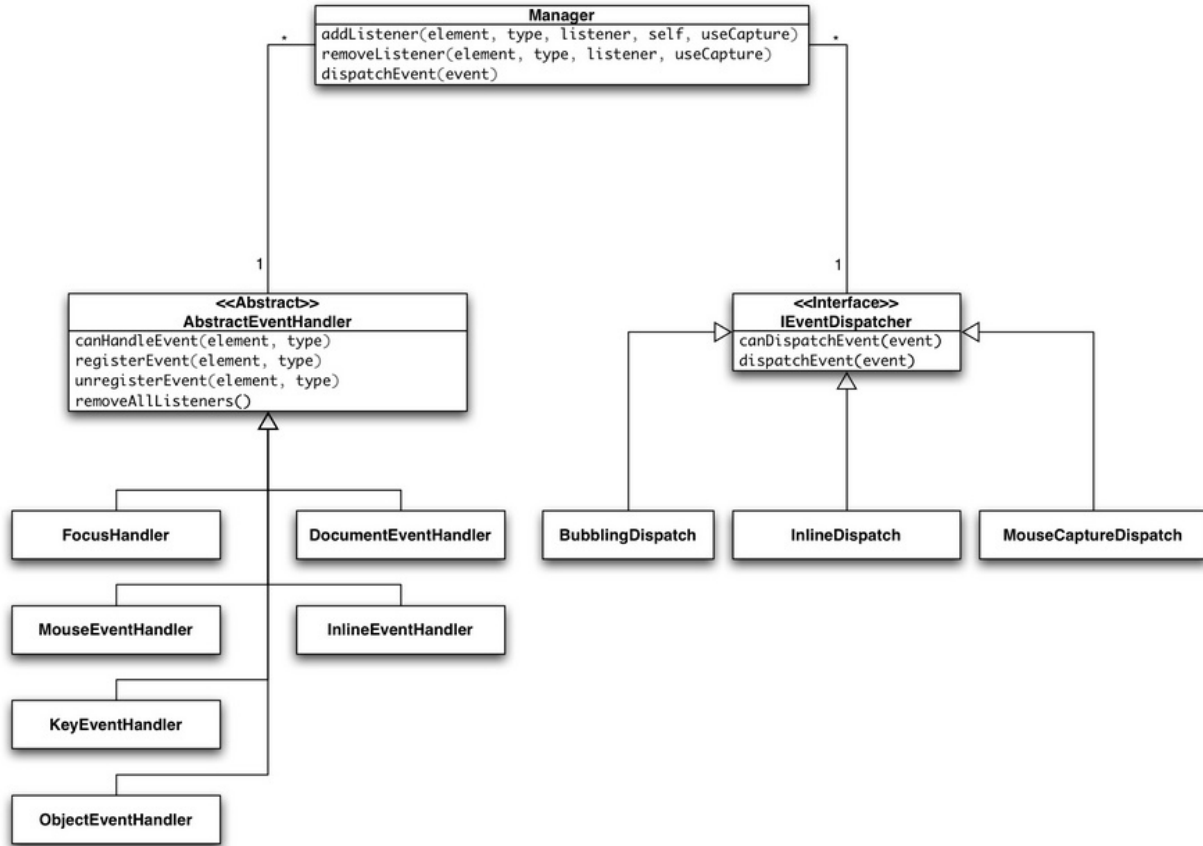 Manager
addListener(element, type, listener, self, useCapture)
removeListener(element, type, listener, useCapture)
dispatchEvent(event)
*
*
1
1
<<Abstract>>
AbstractEventHandler
canHandleEvent(element, type)
registerEvent(element, type)
unregisterEvent(element, type)
removeAllListeners()
<<Interface>>
IEventDispatcher
canDispatchEvent(event)
dispatchEvent(event)
FocusHandler
DocumentEventHandler
BubblingDispatch
InlineDispatch
MouseCaptureDispatch
MouseEventHandler
InlineEventHandler
KeyEventHandler
ObjectEventHandler